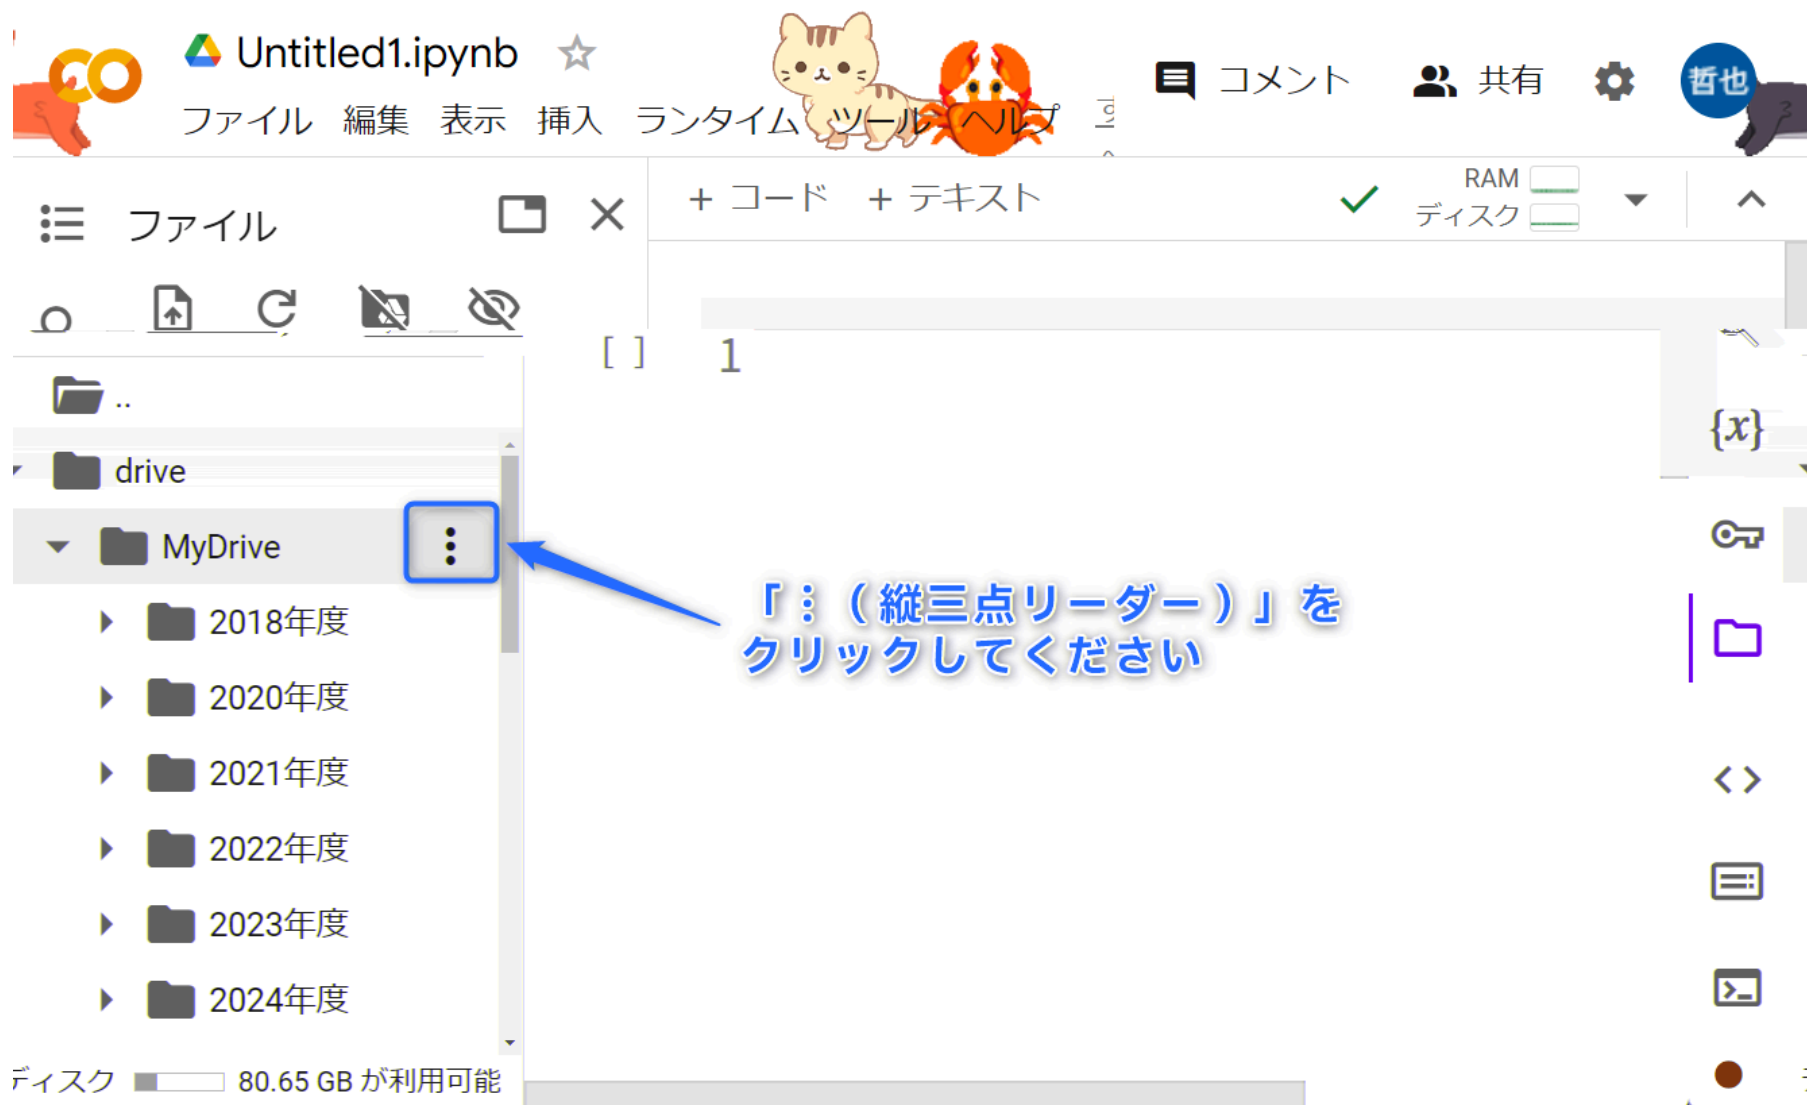 Untitled1.ipynb
ファイル 編集 表示 挿入 ランタイム ツール ヘルプ
コメント
共有
哲也
ファイル
+ コード + テキスト
RAM
ディスク
[ ] 1
..
drive
MyDrive
2018年度
2020年度
2021年度
2022年度
2023年度
2024年度
「⋮（縦三点リーダー）」を
クリックしてください
{x}
ディスク 80.65 GB が利用可能